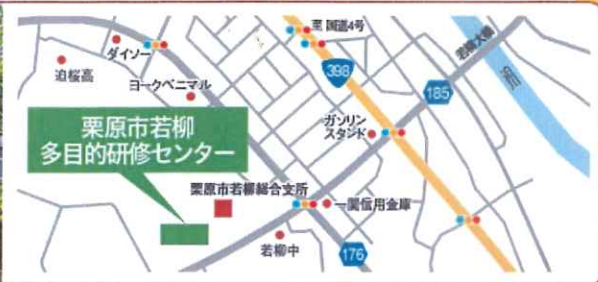 至 国道4号
ダイソー
迫桜高
ヨークベニマル
398
若柳大橋
迫川
185
ガソリン
スタンド
栗原市若柳
多目的研修センター
栗原市若柳総合支所
一関信用金庫
若柳中
176